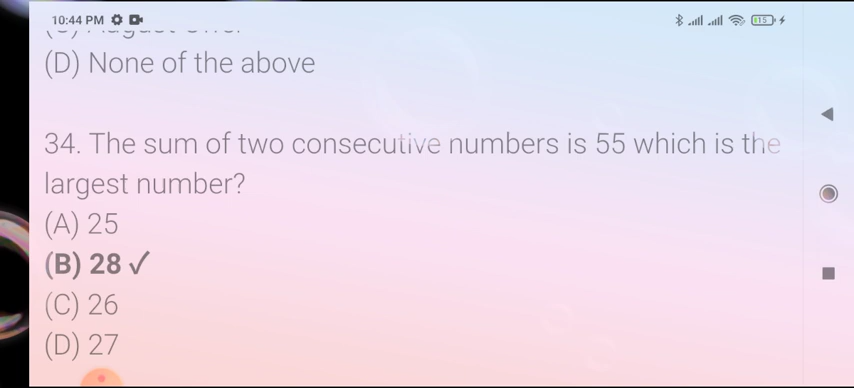 10:44 PM
15
(D) None of the above
34. The sum of two consecutive numbers is 55 which is the
largest number?
(A) 25
(B) 28 ✓
(C) 26
(D) 27